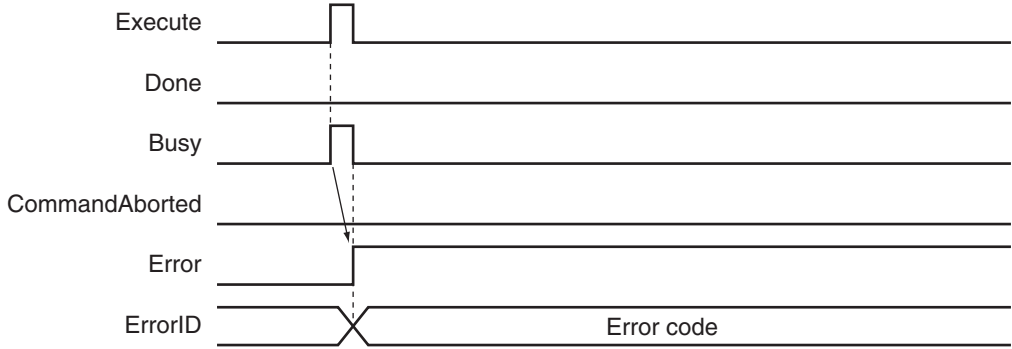 Execute
Done
Busy
CommandAborted
Error
ErrorID
Error code